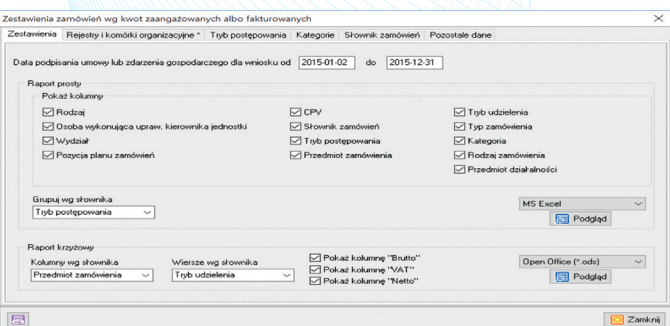 Zestawienia zamówień wg kwot zaangażowanych albo fakturowanych
Zestawienia Rejestry i komórki organizacyjne * Tryb postępowania Kategorie Słownik zamówień Pozostałe dane
Data podpisania umowy lub zdarzenia gospodarczego dla wniosku od 2015-01-02 do 2015-12-31
Raport prosty
Pokaż kolumny
Rodzaj CPV Tryb udzielenia
Osoba wykonująca upraw. kierownika jednostki Słownik zamówień Typ zamówienia
Wydział Tryb postępowania Kategoria
Pozycja planu zamówień Przedmiot zamówienia Rodzaj zamówienia
Przedmiot działalności
Grupuj wg słownika MS Excel
Tryb postępowania Podgląd
Raport krzyżowy
Kolumny wg słownika Wiersze wg słownika Pokaż kolumnę "Brutto" Open Office (*.ods)
Przedmiot zamówienia Tryb udzielenia Pokaż kolumnę "VAT" Podgląd
Pokaż kolumnę "Netto"
Zamknij